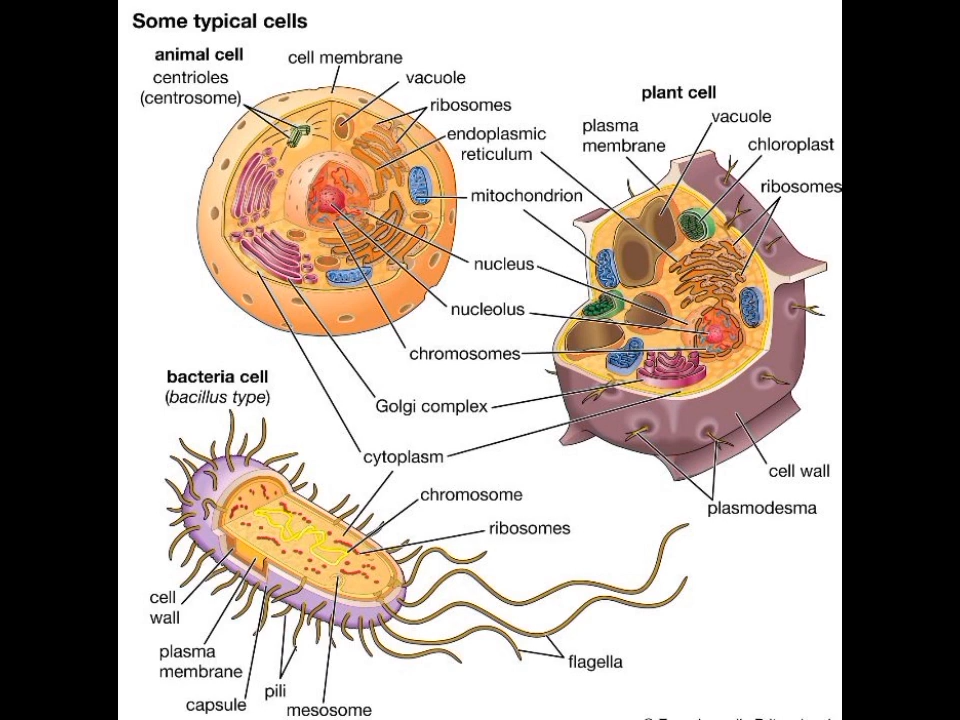 Some typical cells
animal cell
centrioles
(centrosome)
cell membrane
vacuole
ribosomes
endoplasmic
reticulum
mitochondrion
nucleus
nucleolus
chromosomes
Golgi complex
cytoplasm
plant cell
plasma
membrane
vacuole
chloroplast
ribosomes
cell wall
plasmodesma
bacteria cell
(bacillus type)
chromosome
ribosomes
cell
wall
plasma
membrane
capsule
pili
mesosome
flagella